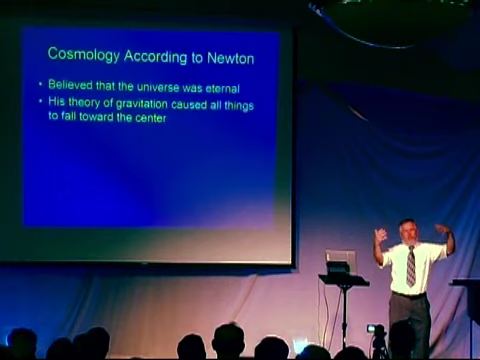 Cosmology According to Newton
• Believed that the universe was eternal
• His theory of gravitation caused all things
to fall toward the center